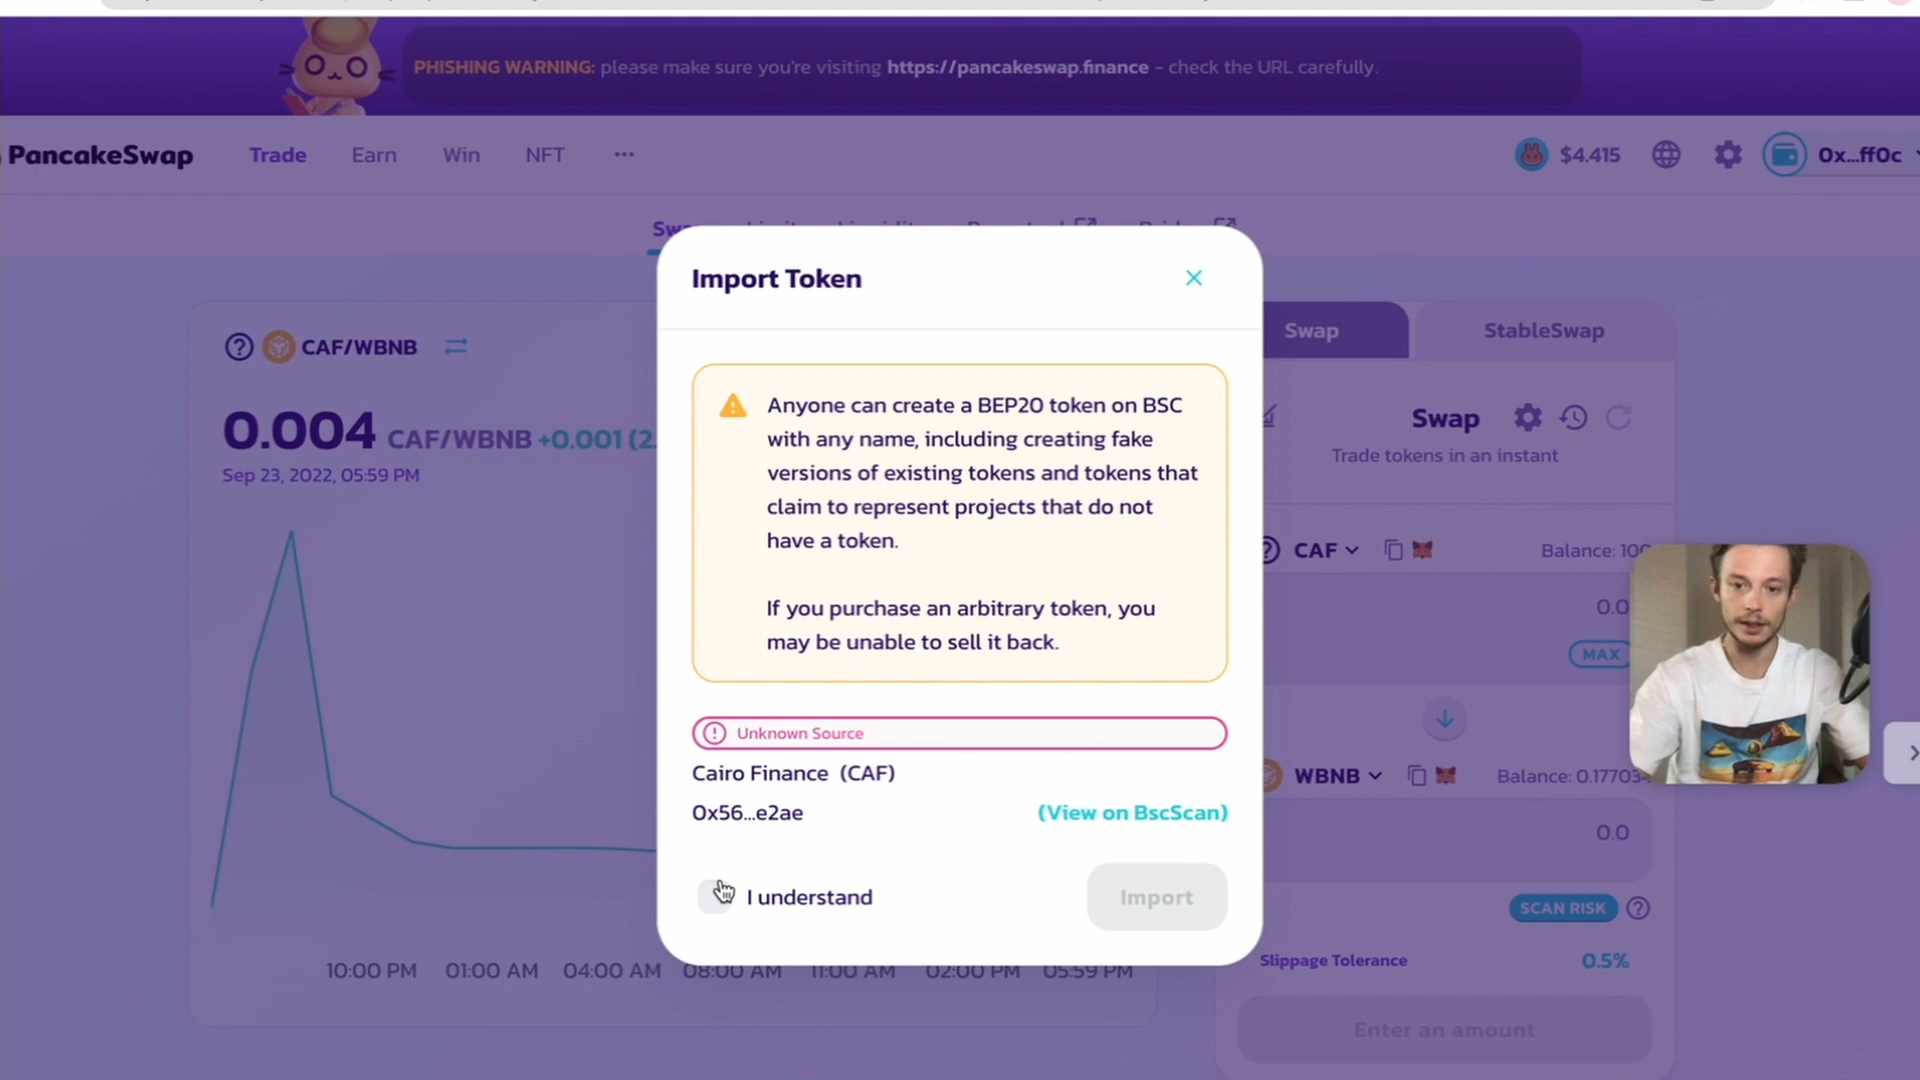 PHISHING WARNING: please make sure you're visiting https://pancakeswap.finance - check the URL carefully.
PancakeSwap
Trade
Earn
Win
NFT
$4.415
0x...ff0c
Import Token
CAF/WBNB
Swap
StableSwap
0.004 CAF/WBNB +0.001 (2.
Sep 23, 2022, 05:59 PM
Anyone can create a BEP20 token on BSC
with any name, including creating fake
versions of existing tokens and tokens that
claim to represent projects that do not
have a token.
If you purchase an arbitrary token, you
may be unable to sell it back.
Swap
Trade tokens in an instant
CAF
Balance: 100
0.0
MAX
Unknown Source
Cairo Finance (CAF)
0x56...e2ae
(View on BscScan)
WBNB
Balance: 0.17703
0.0
I understand
Import
SCAN RISK
Slippage Tolerance
0.5%
10:00 PM 01:00 AM 04:00 AM 08:00 AM 11:00 AM 02:00 PM 05:59 PM
Enter an amount